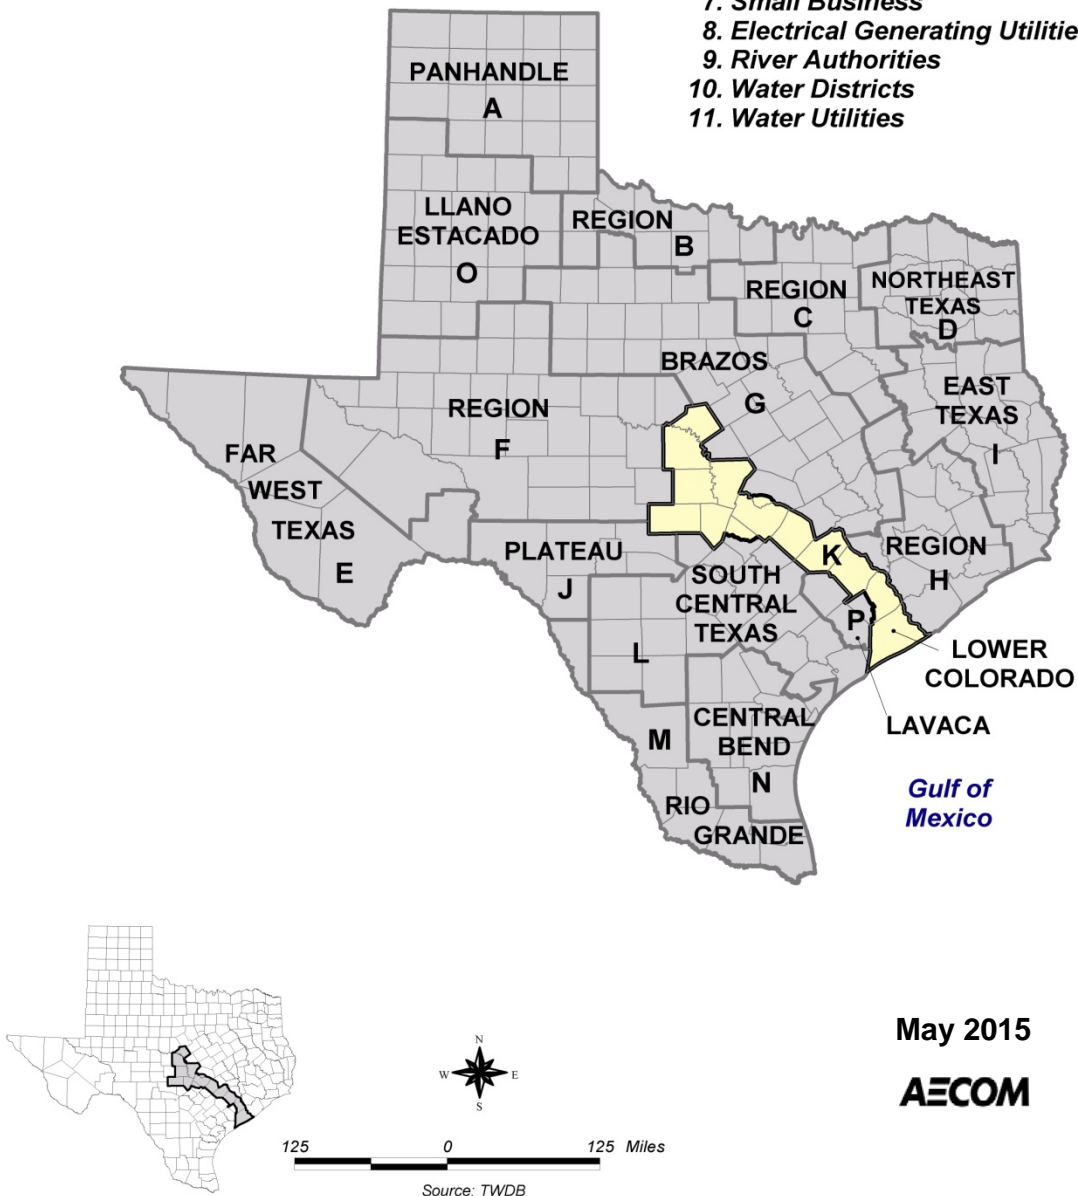 7. Small Business
8. Electrical Generating Utilitie
9. River Authorities
10. Water Districts
11. Water Utilities
PANHANDLE
A
LLANO
ESTACADO
O
REGION
B
REGION
C
NORTHEAST
TEXAS
D
BRAZOS
G
EAST
TEXAS
I
REGION
F
FAR
WEST
TEXAS
E
PLATEAU
J
K
REGION
H
SOUTH
CENTRAL
TEXAS
L
P
LOWER
COLORADO
LAVACA
M
CENTRAL
BEND
N
RIO
GRANDE
Gulf of
Mexico
May 2015
AECOM
N
W E
S
125 0 125 Miles
Source: TWDB